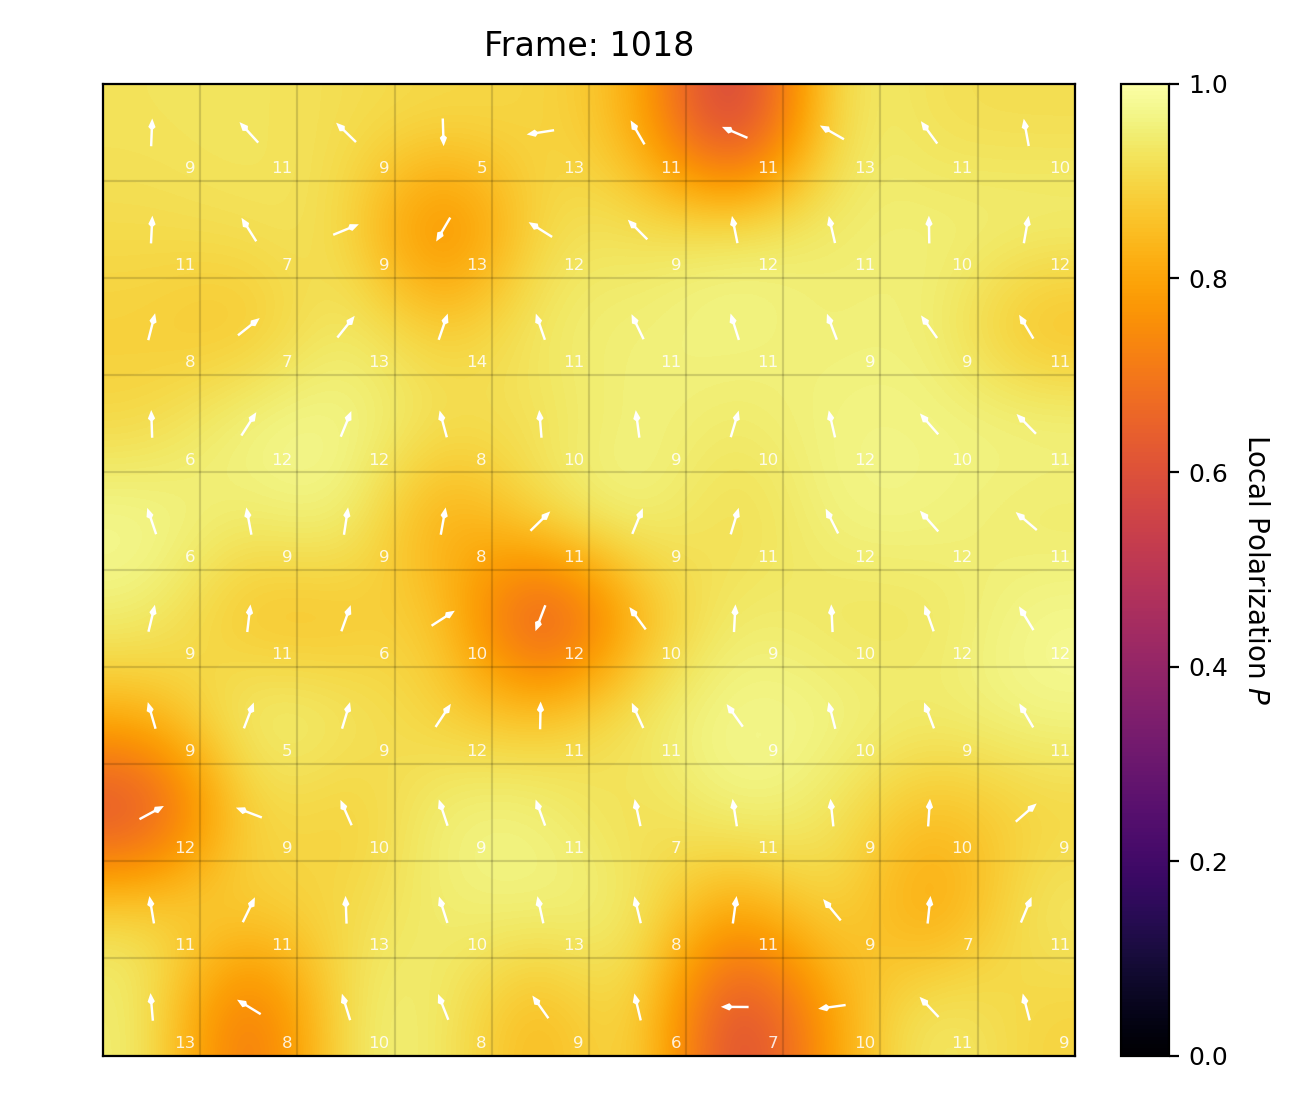 Frame: 1018
9 11 9 5 13 11 11 13 11 10
11 7 9 13 12 9 12 11 10 12
8 7 13 14 11 11 11 9 9 11
6 12 12 8 10 9 10 12 10 11
6 9 9 8 11 9 11 12 12 11
9 11 6 10 12 10 9 10 12 12
9 5 9 12 11 11 9 10 9 11
12 9 10 9 11 7 11 9 10 9
11 11 13 10 13 8 11 9 7 11
13 8 10 8 9 6 7 10 11 9
1.0
0.8
0.6
0.4
0.2
0.0
Local Polarization P